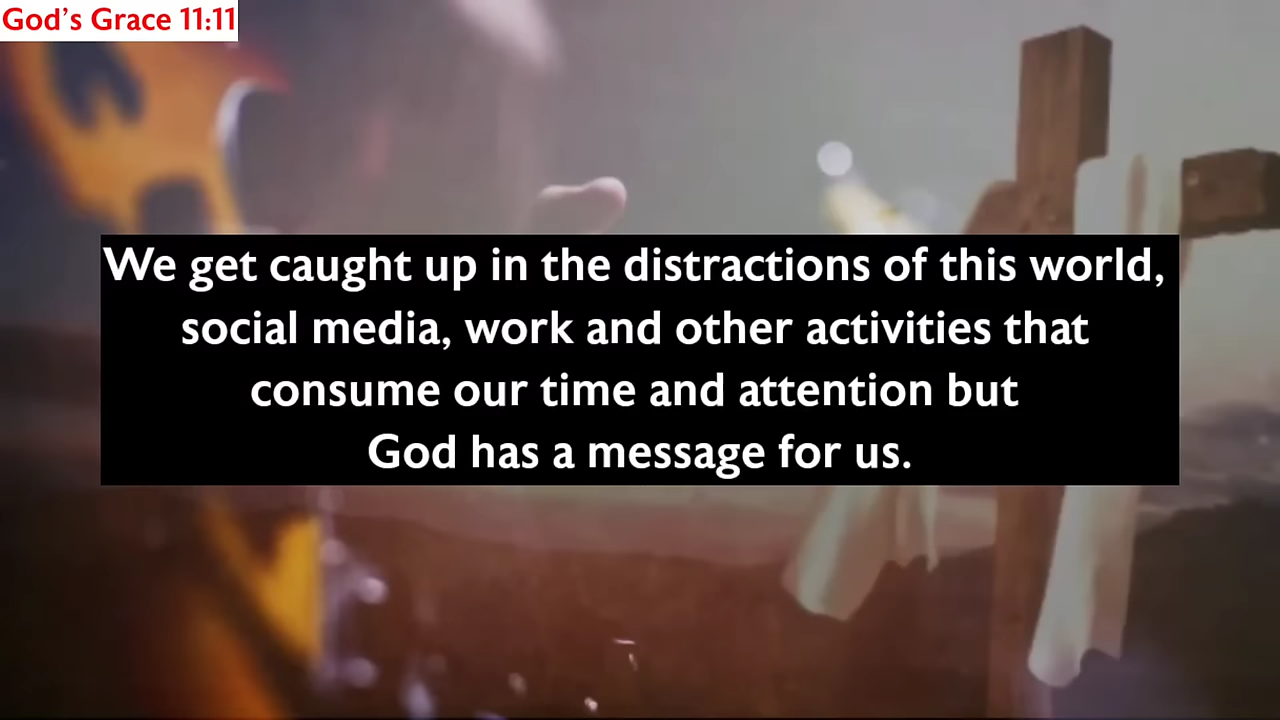 God's Grace 11:11
We get caught up in the distractions of this world,
social media, work and other activities that
consume our time and attention but
God has a message for us.